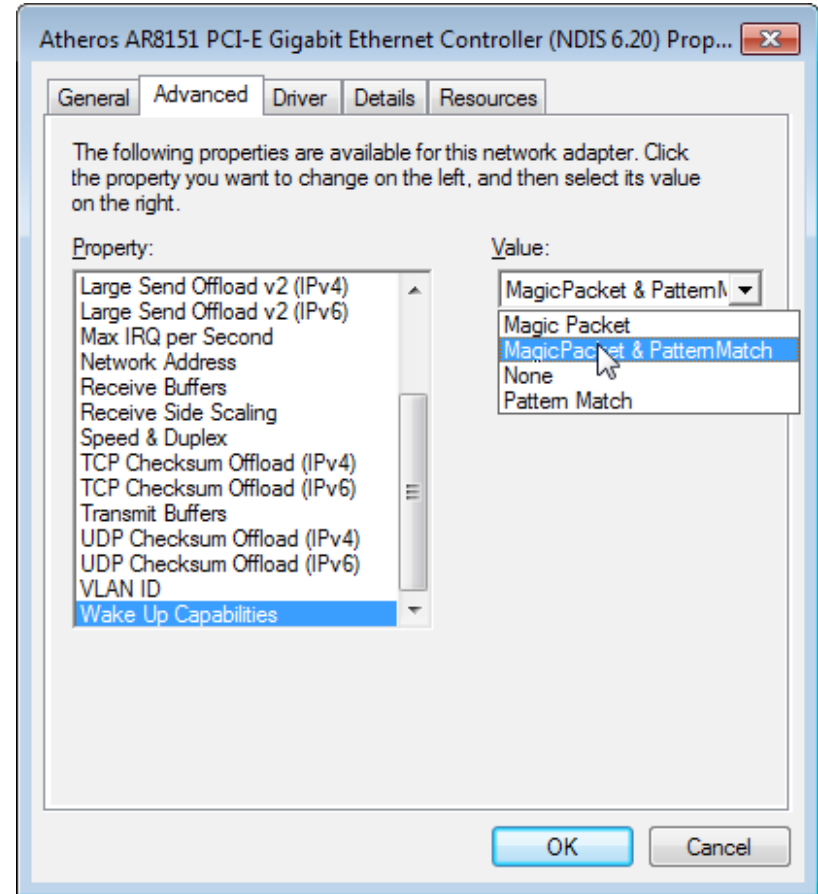 Atheros AR8151 PCI-E Gigabit Ethernet Controller (NDIS 6.20) Prop...
General
Advanced
Driver
Details
Resources
The following properties are available for this network adapter. Click
the property you want to change on the left, and then select its value
on the right.
Property:
Large Send Offload v2 (IPv4)
Large Send Offload v2 (IPv6)
Max IRQ per Second
Network Address
Receive Buffers
Receive Side Scaling
Speed & Duplex
TCP Checksum Offload (IPv4)
TCP Checksum Offload (IPv6)
Transmit Buffers
UDP Checksum Offload (IPv4)
UDP Checksum Offload (IPv6)
VLAN ID
Wake Up Capabilities
Value:
MagicPacket & Pattern
Magic Packet
MagicPacket & PatternMatch
None
Pattern Match
OK
Cancel